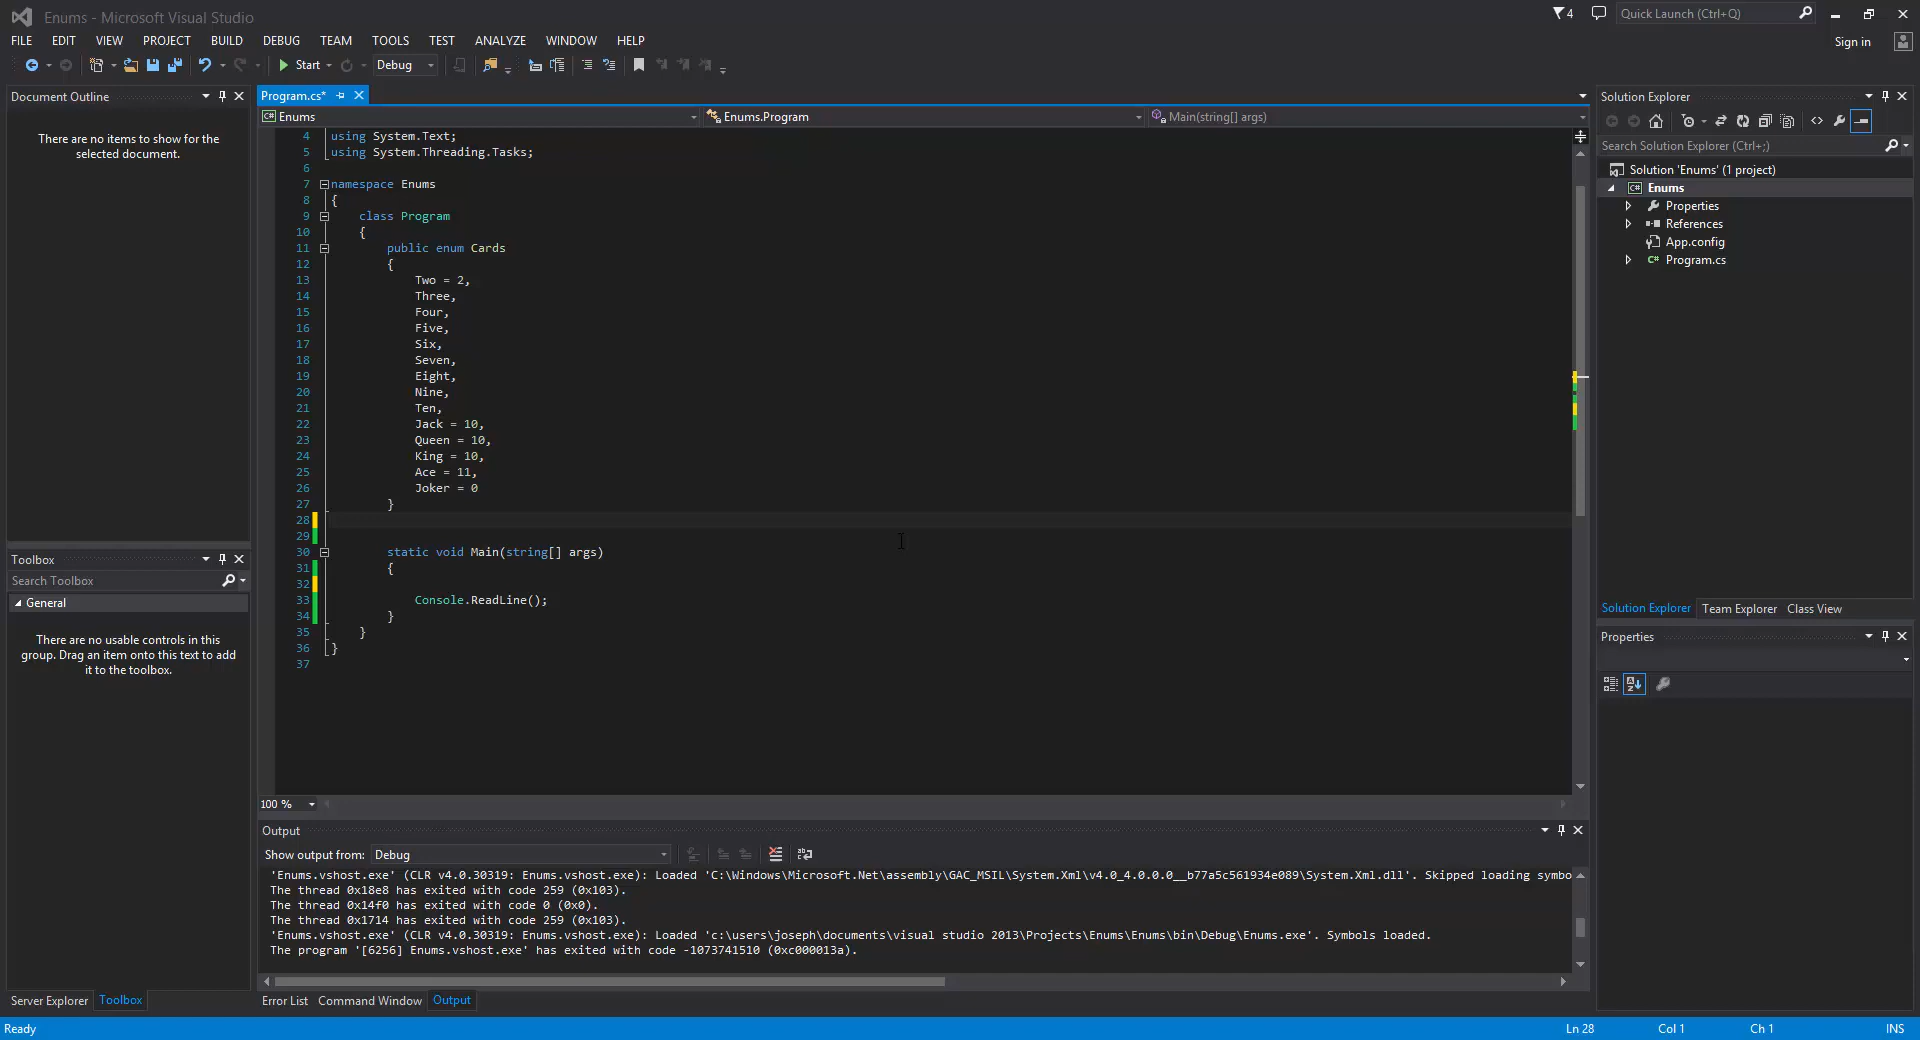 Enums - Microsoft Visual Studio
4
Quick Launch (Ctrl+Q)
FILE EDIT VIEW PROJECT BUILD DEBUG TEAM TOOLS TEST ANALYZE WINDOW HELP
Sign in
Start Debug
Document Outline
There are no items to show for the
selected document.
Toolbox
Search Toolbox
General
There are no usable controls in this
group. Drag an item onto this text to add
it to the toolbox.
Server Explorer Toolbox
Program.cs*
Enums Enums.Program Main(string[] args)
4 using System.Text;
5 using System.Threading.Tasks;
6
7 namespace Enums
8 {
9 class Program
10 {
11 public enum Cards
12 {
13 Two = 2,
14 Three,
15 Four,
16 Five,
17 Six,
18 Seven,
19 Eight,
20 Nine,
21 Ten,
22 Jack = 10,
23 Queen = 10,
24 King = 10,
25 Ace = 11,
26 Joker = 0
27 }
28
29
30 static void Main(string[] args)
31 {
32
33 Console.ReadLine();
34 }
35 }
36 }
37
100 %
Output
Show output from: Debug
'Enums.vshost.exe' (CLR v4.0.30319: Enums.vshost.exe): Loaded 'C:\Windows\Microsoft.Net\assembly\GAC_MSIL\System.Xml\v4.0_4.0.0.0__b77a5c561934e089\System.Xml.dll'. Skipped loading symbo
The thread 0x18e8 has exited with code 259 (0x103).
The thread 0x14f0 has exited with code 0 (0x0).
The thread 0x1714 has exited with code 259 (0x103).
'Enums.vshost.exe' (CLR v4.0.30319: Enums.vshost.exe): Loaded 'c:\users\joseph\documents\visual studio 2013\Projects\Enums\Enums\bin\Debug\Enums.exe'. Symbols loaded.
The program '[6256] Enums.vshost.exe' has exited with code -1073741510 (0xc000013a).
Error List Command Window Output
Solution Explorer
Search Solution Explorer (Ctrl+;)
Solution 'Enums' (1 project)
C# Enums
Properties
References
App.config
C# Program.cs
Solution Explorer Team Explorer Class View
Properties
Ready Ln 28 Col 1 Ch 1 INS